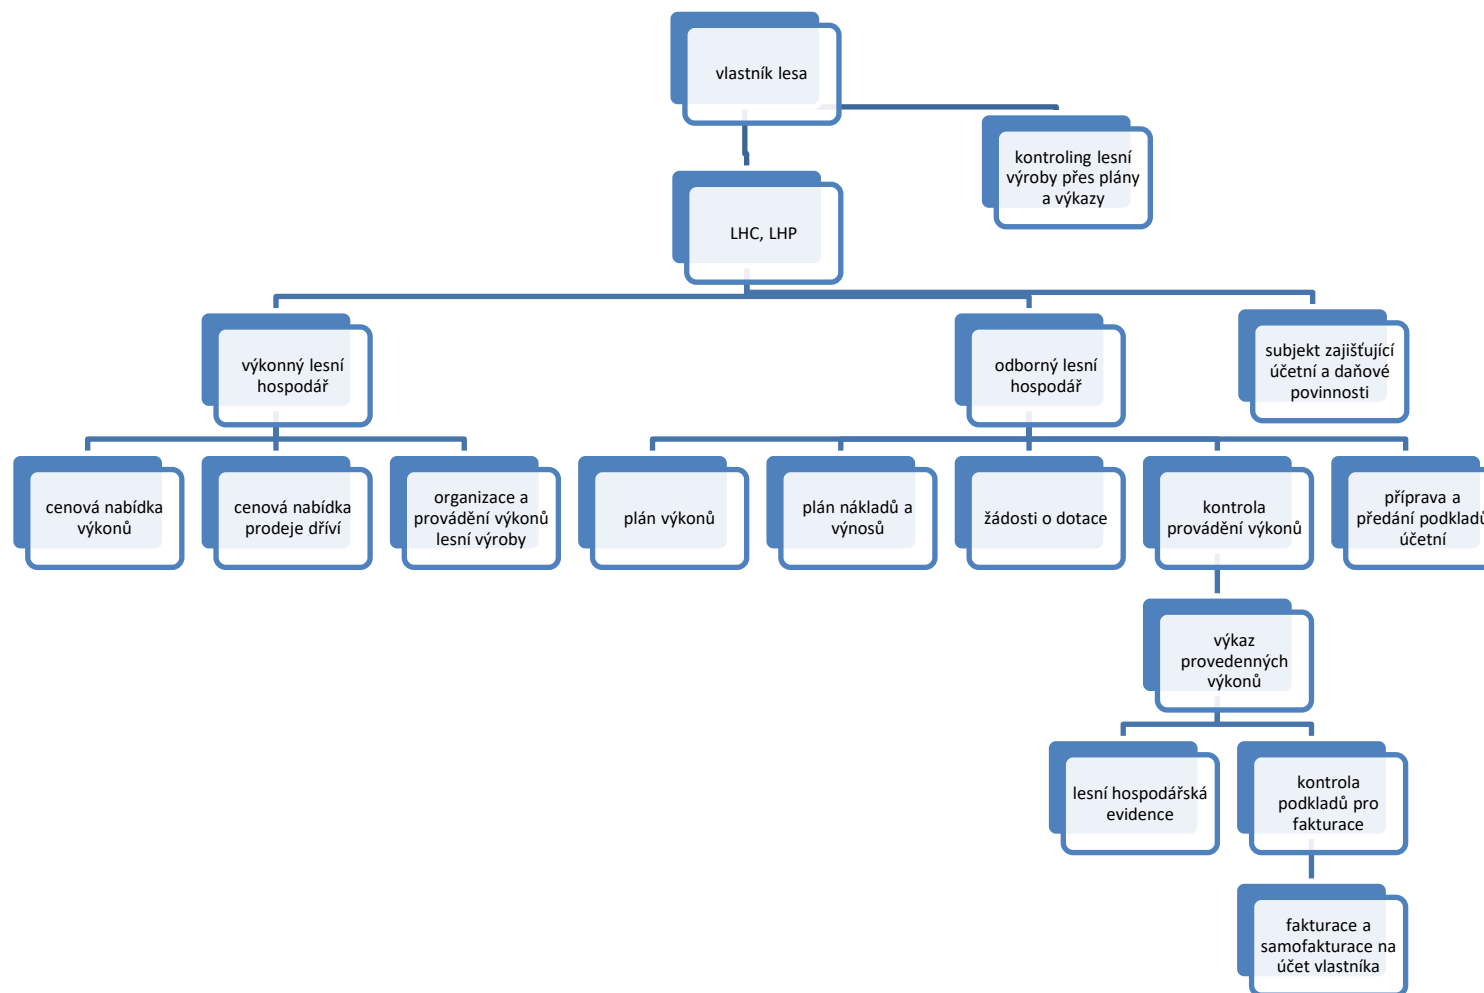 vlastník lesa
kontroling lesní
výroby přes plány
a výkazy
LHC, LHP
výkonný lesní
hospodář
odborný lesní
hospodář
subjekt zajišťující
účetní a daňové
povinnosti
cenová nabídka
výkonů
cenová nabídka
prodeje dříví
organizace a
provádění výkonů
lesní výroby
plán výkonů
plán nákladů a
výnosů
žádosti o dotace
kontrola
provádění výkonů
příprava a
předání podkladů
účetní
výkaz
provedenných
výkonů
lesní hospodářská
evidence
kontrola
podkladů pro
fakturace
fakturace a
samofakturace na
účet vlastníka